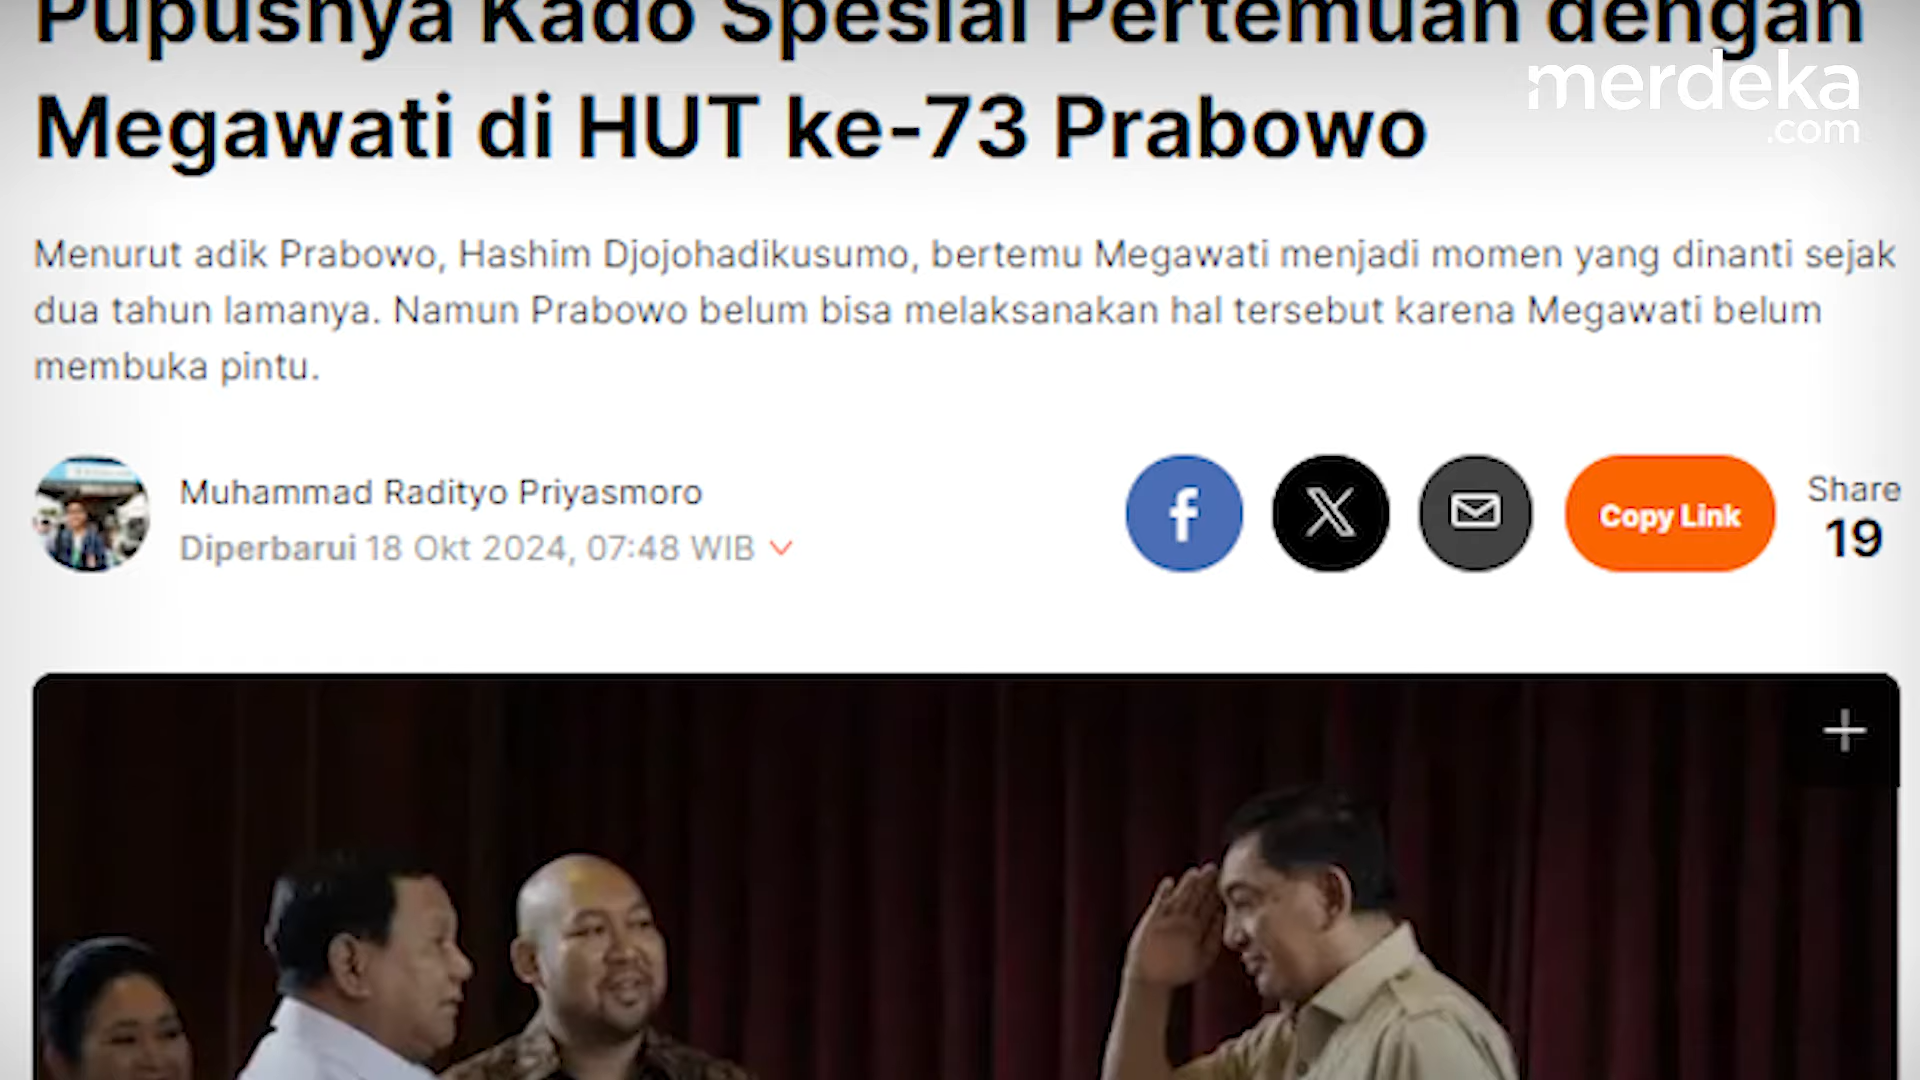 Pupusnya Kado Spesial Pertemuan dengan
Megawati di HUT ke-73 Prabowo
merdeka
.com
Menurut adik Prabowo, Hashim Djojohadikusumo, bertemu Megawati menjadi momen yang dinanti sejak
dua tahun lamanya. Namun Prabowo belum bisa melaksanakan hal tersebut karena Megawati belum
membuka pintu.
Muhammad Radityo Priyasmoro
Diperbarui 18 Okt 2024, 07:48 WIB
Copy Link
Share
19